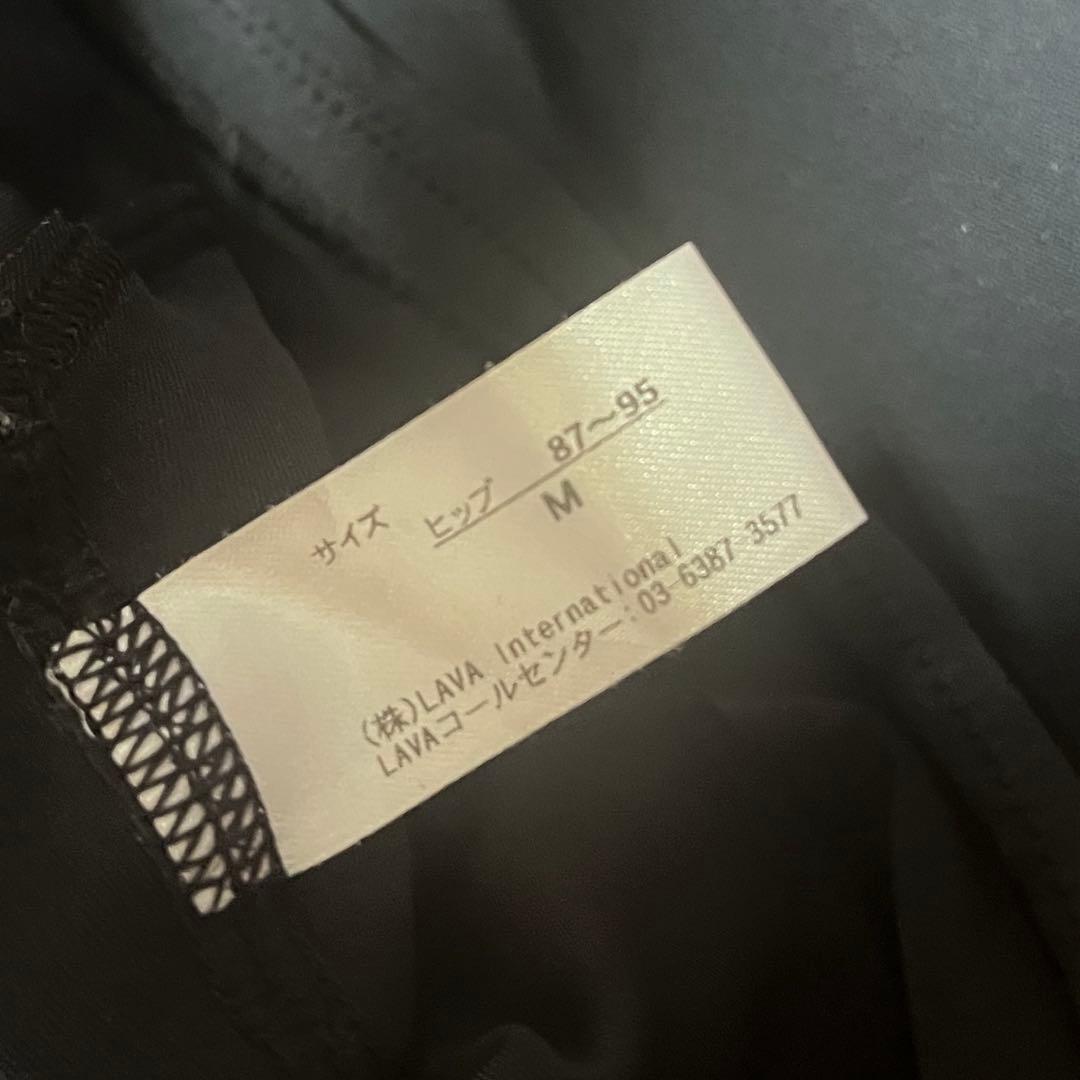 サイズ ヒップ 87～95
M
(株)LAVA International
LAVAコールセンター:03-6387-3577